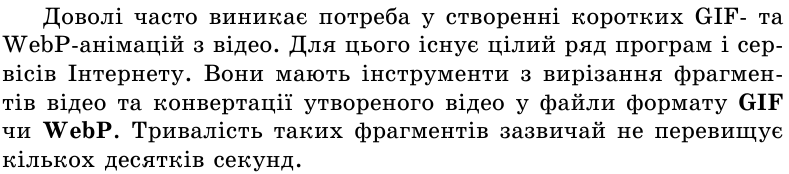 Доволі часто виникає потреба у створенні коротких GIF- та
WebP-анімацій з відео. Для цього існує цілий ряд програм і сер-
вісів Інтернету. Вони мають інструменти з вирізання фрагмен-
тів відео та конвертації утвореного відео у файли формату GIF
чи WebP. Тривалість таких фрагментів зазвичай не перевищує
кількох десятків секунд.